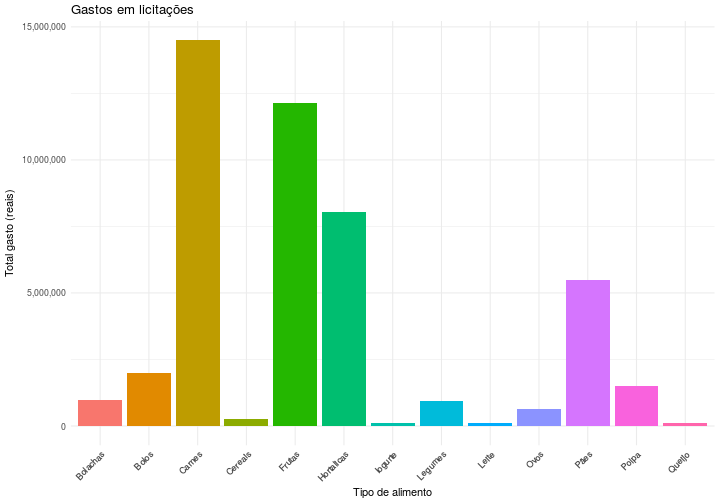 Gastos em licitações
Total gasto (reais)
15,000,000
10,000,000
5,000,000
0
Bolachas
Bolos
Carnes
Cereais
Frutas
Hortalicas
Iogurte
Legumes
Leite
Ovos
Pães
Polpa
Queijo
Tipo de alimento